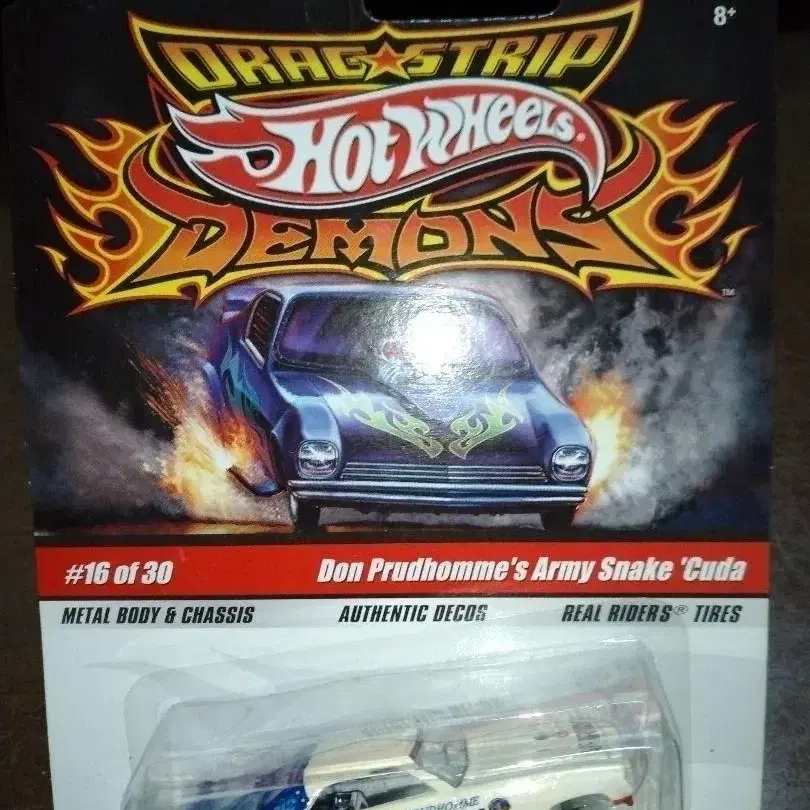 8+
DRAG STRIP
Hot Wheels®
DEMONS™
#16 of 30 Don Prudhomme's Army Snake 'Cuda
METAL BODY & CHASSIS AUTHENTIC DECOS REAL RIDERS® TIRES